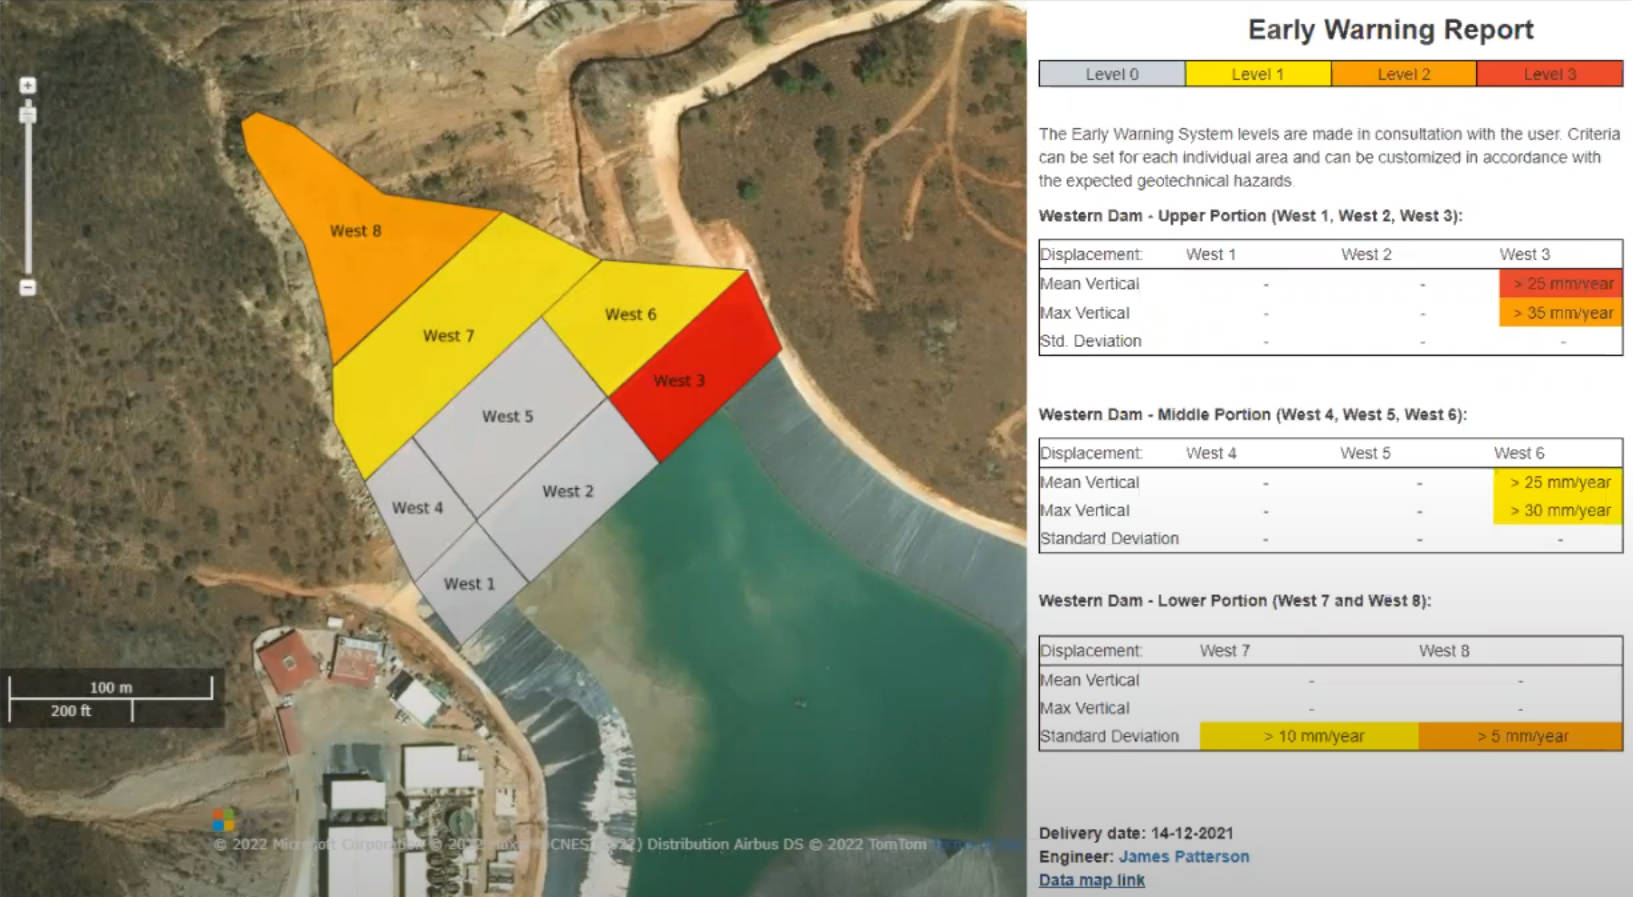 Early Warning Report
Level 0 Level 1 Level 2 Level 3
The Early Warning System levels are made in consultation with the user. Criteria
can be set for each individual area and can be customized in accordance with
the expected geotechnical hazards.
Western Dam - Upper Portion (West 1, West 2, West 3):
Displacement: West 1 West 2 West 3
Mean Vertical - - > 25 mm/year
Max Vertical - - > 35 mm/year
Std. Deviation - - -
Western Dam - Middle Portion (West 4, West 5, West 6):
Displacement: West 4 West 5 West 6
Mean Vertical - - > 25 mm/year
Max Vertical - - > 30 mm/year
Standard Deviation - - -
Western Dam - Lower Portion (West 7 and West 8):
Displacement: West 7 West 8
Mean Vertical - -
Max Vertical - -
Standard Deviation > 10 mm/year > 5 mm/year
Delivery date: 14-12-2021
Engineer: James Patterson
Data map link
West 8
West 7
West 6
West 3
West 5
West 2
West 4
West 1
100 m
200 ft
© 2022 Microsoft Corporation © 2022 Distribution Airbus DS © 2022 TomTom